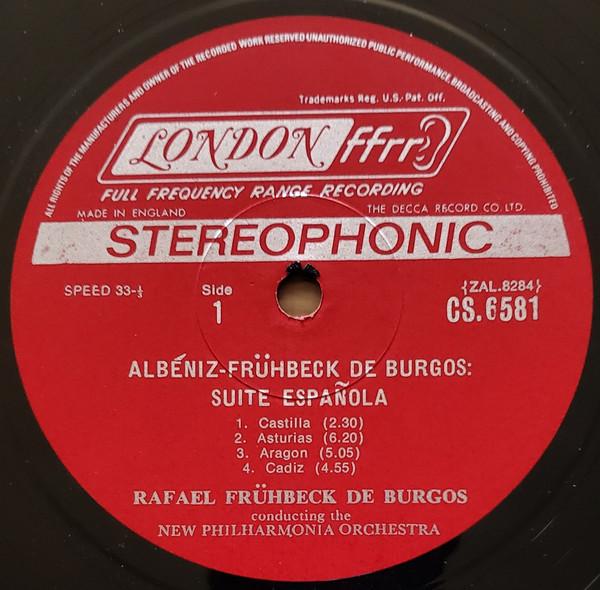 ALL RIGHTS OF THE MANUFACTURERS AND OWNER OF THE RECORDED WORK RESERVED UNAUTHORIZED PUBLIC PERFORMANCE, BROADCASTING AND COPYING PROHIBITED
Trademarks Reg. U.S. Pat. Off.
LONDON ffrr
FULL FREQUENCY RANGE RECORDING
MADE IN ENGLAND THE DECCA RECORD CO. LTD.
STEREOPHONIC
SPEED 33-⅓ Side {ZAL.8284}
1 CS.6581
ALBÉNIZ-FRÜHBECK DE BURGOS:
SUITE ESPAÑOLA
1. Castilla (2.30)
2. Asturias (6.20)
3. Aragon (5.05)
4. Cadiz (4.55)
RAFAEL FRÜHBECK DE BURGOS
conducting the
NEW PHILHARMONIA ORCHESTRA